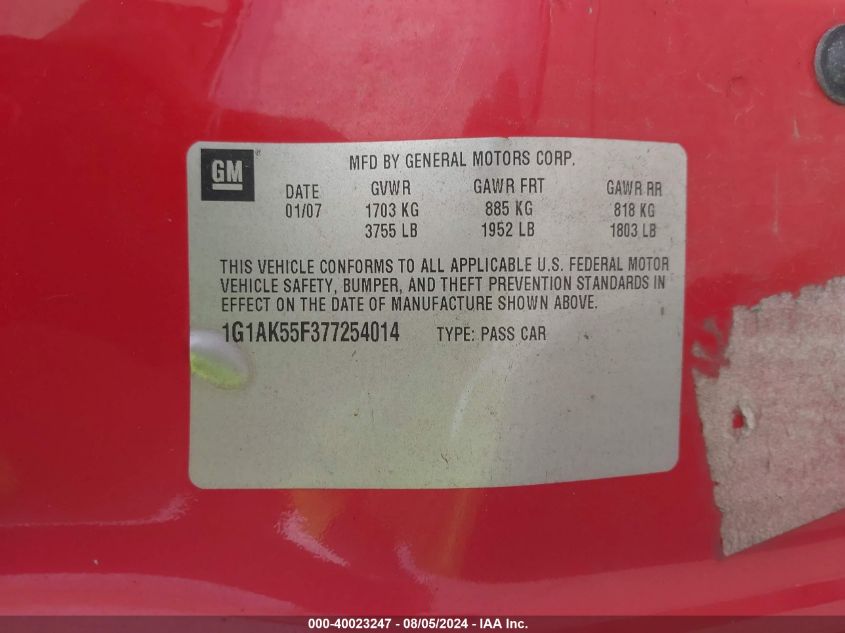 GM
MFD BY GENERAL MOTORS CORP.
DATE GVWR GAWR FRT GAWR RR
01/07 1703 KG 885 KG 818 KG
3755 LB 1952 LB 1803 LB
THIS VEHICLE CONFORMS TO ALL APPLICABLE U.S. FEDERAL MOTOR
VEHICLE SAFETY, BUMPER, AND THEFT PREVENTION STANDARDS IN
EFFECT ON THE DATE OF MANUFACTURE SHOWN ABOVE.
1G1AK55F377254014 TYPE: PASS CAR
000-40023247 - 08/05/2024 - IAA Inc.